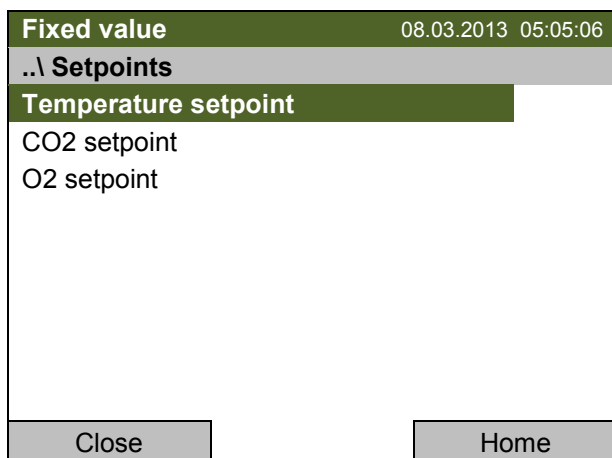 Fixed value 08.03.2013 05:05:06
..\ Setpoints
Temperature setpoint
CO2 setpoint
O2 setpoint
Close Home